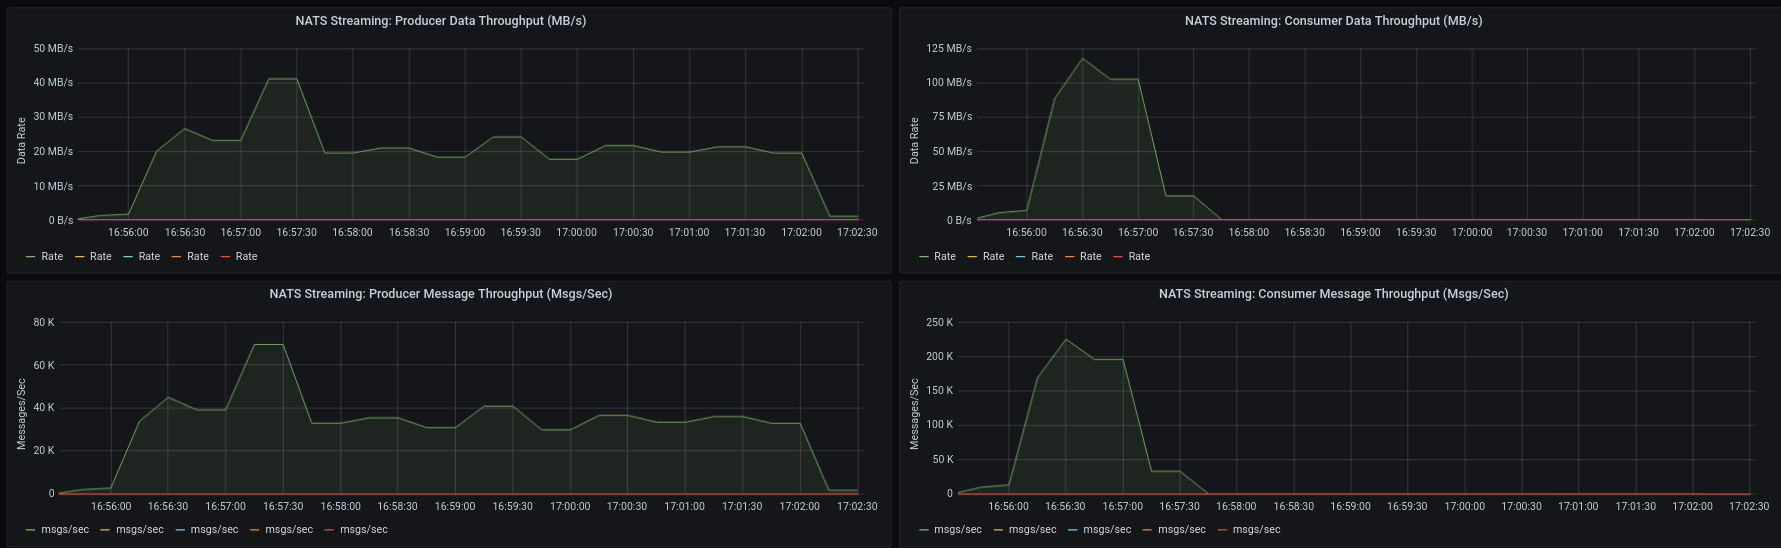 NATS Streaming: Producer Data Throughput (MB/s)
50 MB/s
40 MB/s
30 MB/s
20 MB/s
10 MB/s
0 B/s
Data Rate
16:56:00 16:56:30 16:57:00 16:57:30 16:58:00 16:58:30 16:59:00 16:59:30 17:00:00 17:00:30 17:01:00 17:01:30 17:02:00 17:02:30
Rate Rate Rate Rate Rate
NATS Streaming: Consumer Data Throughput (MB/s)
125 MB/s
100 MB/s
75 MB/s
50 MB/s
25 MB/s
0 B/s
Data Rate
16:56:00 16:56:30 16:57:00 16:57:30 16:58:00 16:58:30 16:59:00 16:59:30 17:00:00 17:00:30 17:01:00 17:01:30 17:02:00 17:02:30
Rate Rate Rate Rate Rate
NATS Streaming: Producer Message Throughput (Msgs/Sec)
80 K
60 K
40 K
20 K
0
Messages/Sec
16:56:00 16:56:30 16:57:00 16:57:30 16:58:00 16:58:30 16:59:00 16:59:30 17:00:00 17:00:30 17:01:00 17:01:30 17:02:00 17:02:30
msgs/sec msgs/sec msgs/sec msgs/sec msgs/sec
NATS Streaming: Consumer Message Throughput (Msgs/Sec)
250 K
200 K
150 K
100 K
50 K
0
Messages/Sec
16:56:00 16:56:30 16:57:00 16:57:30 16:58:00 16:58:30 16:59:00 16:59:30 17:00:00 17:00:30 17:01:00 17:01:30 17:02:00 17:02:30
msgs/sec msgs/sec msgs/sec msgs/sec msgs/sec